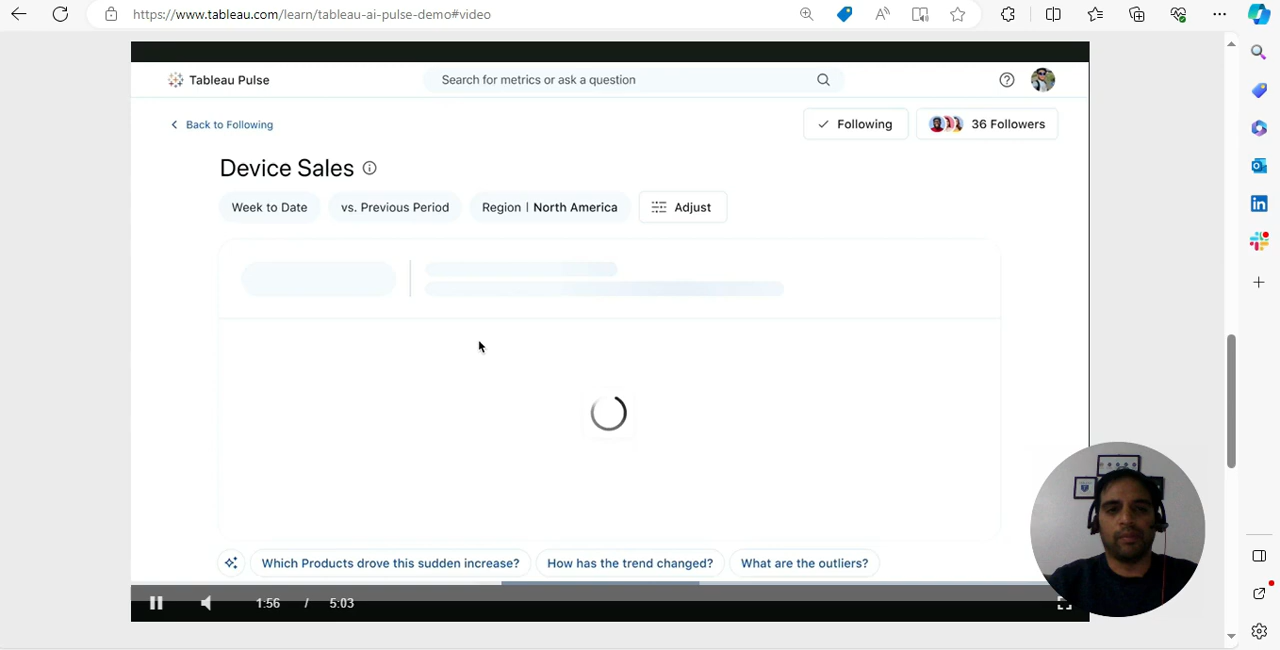 https://www.tableau.com/learn/tableau-ai-pulse-demo#video
Tableau Pulse
Search for metrics or ask a question
Back to Following
Following
36 Followers
Device Sales
Week to Date
vs. Previous Period
Region | North America
Adjust
Which Products drove this sudden increase?
How has the trend changed?
What are the outliers?
1:56 / 5:03